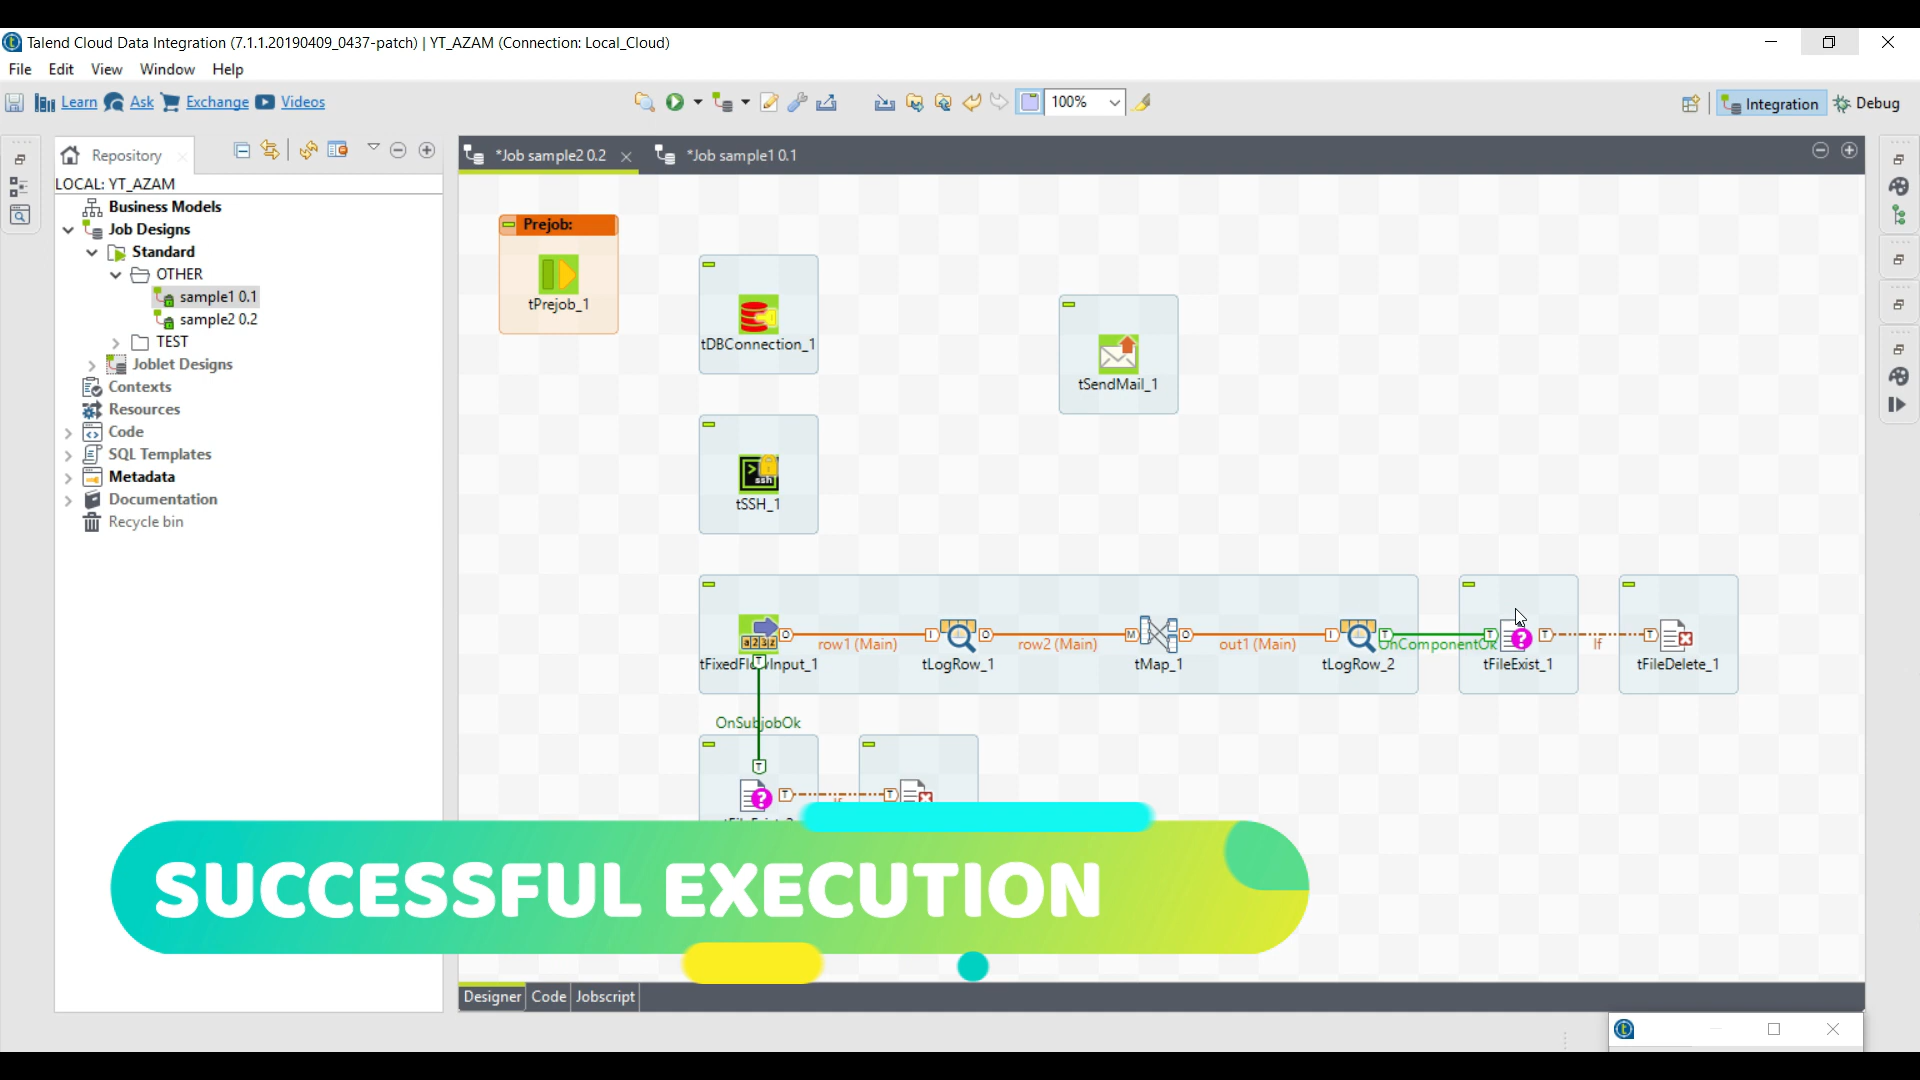 Talend Cloud Data Integration (7.1.1.20190409_0437-patch) | YT_AZAM (Connection: Local_Cloud)
File Edit View Window Help
Learn Ask Exchange Videos 100% Integration Debug
Repository
*Job sample2 0.2 *Job sample1 0.1
LOCAL: YT_AZAM
Business Models
Job Designs
Standard
OTHER
sample1 0.1
sample2 0.2
TEST
Joblet Designs
Contexts
Resources
Code
SQL Templates
Metadata
Documentation
Recycle bin
Prejob:
tPrejob_1
tDBConnection_1
tSendMail_1
ssh
tSSH_1
row1 (Main) row2 (Main) out1 (Main) OnComponentOk If
tFixedFlowInput_1 tLogRow_1 tMap_1 tLogRow_2 tFileExist_1 tFileDelete_1
OnSubjobOk
SUCCESSFUL EXECUTION
Designer Code Jobscript